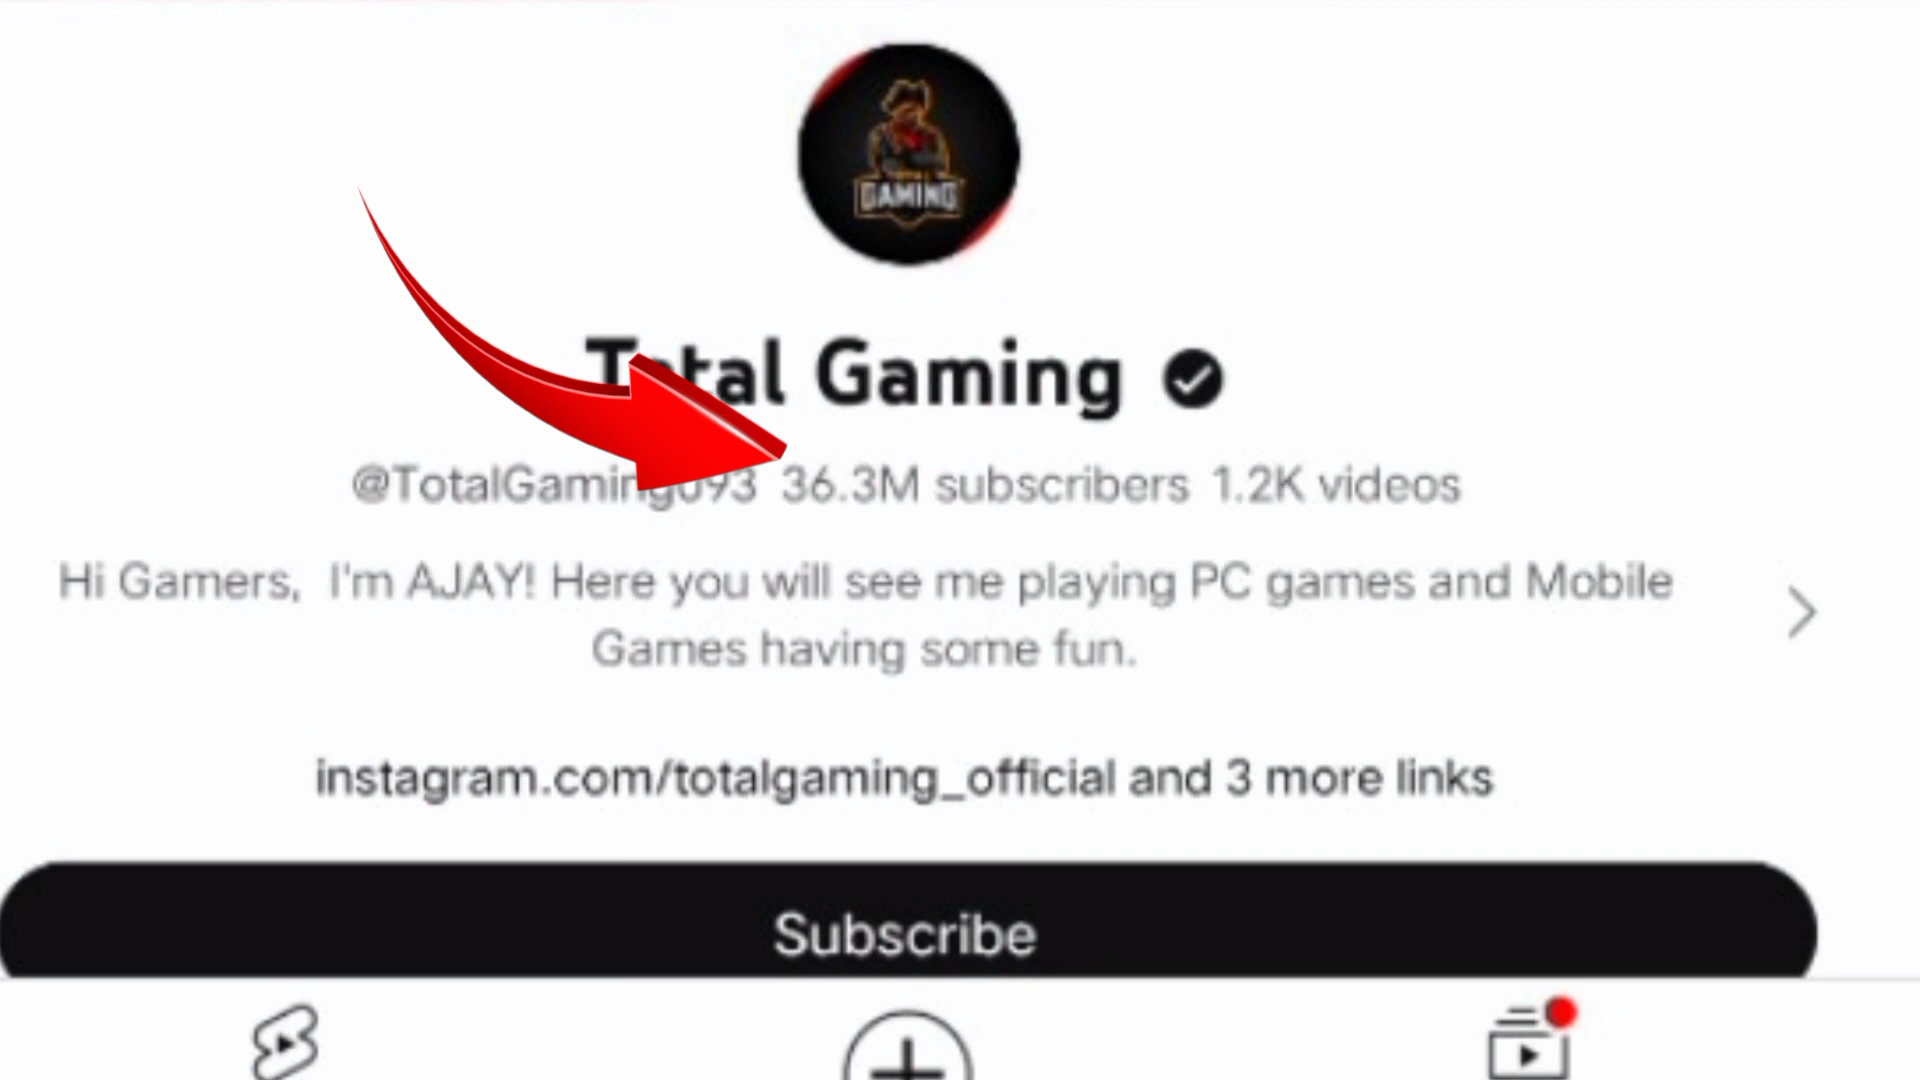 GAMING
Total Gaming
@TotalGaming093 36.3M subscribers 1.2K videos
Hi Gamers, I'm AJAY! Here you will see me playing PC games and Mobile
Games having some fun.
instagram.com/totalgaming_official and 3 more links
Subscribe